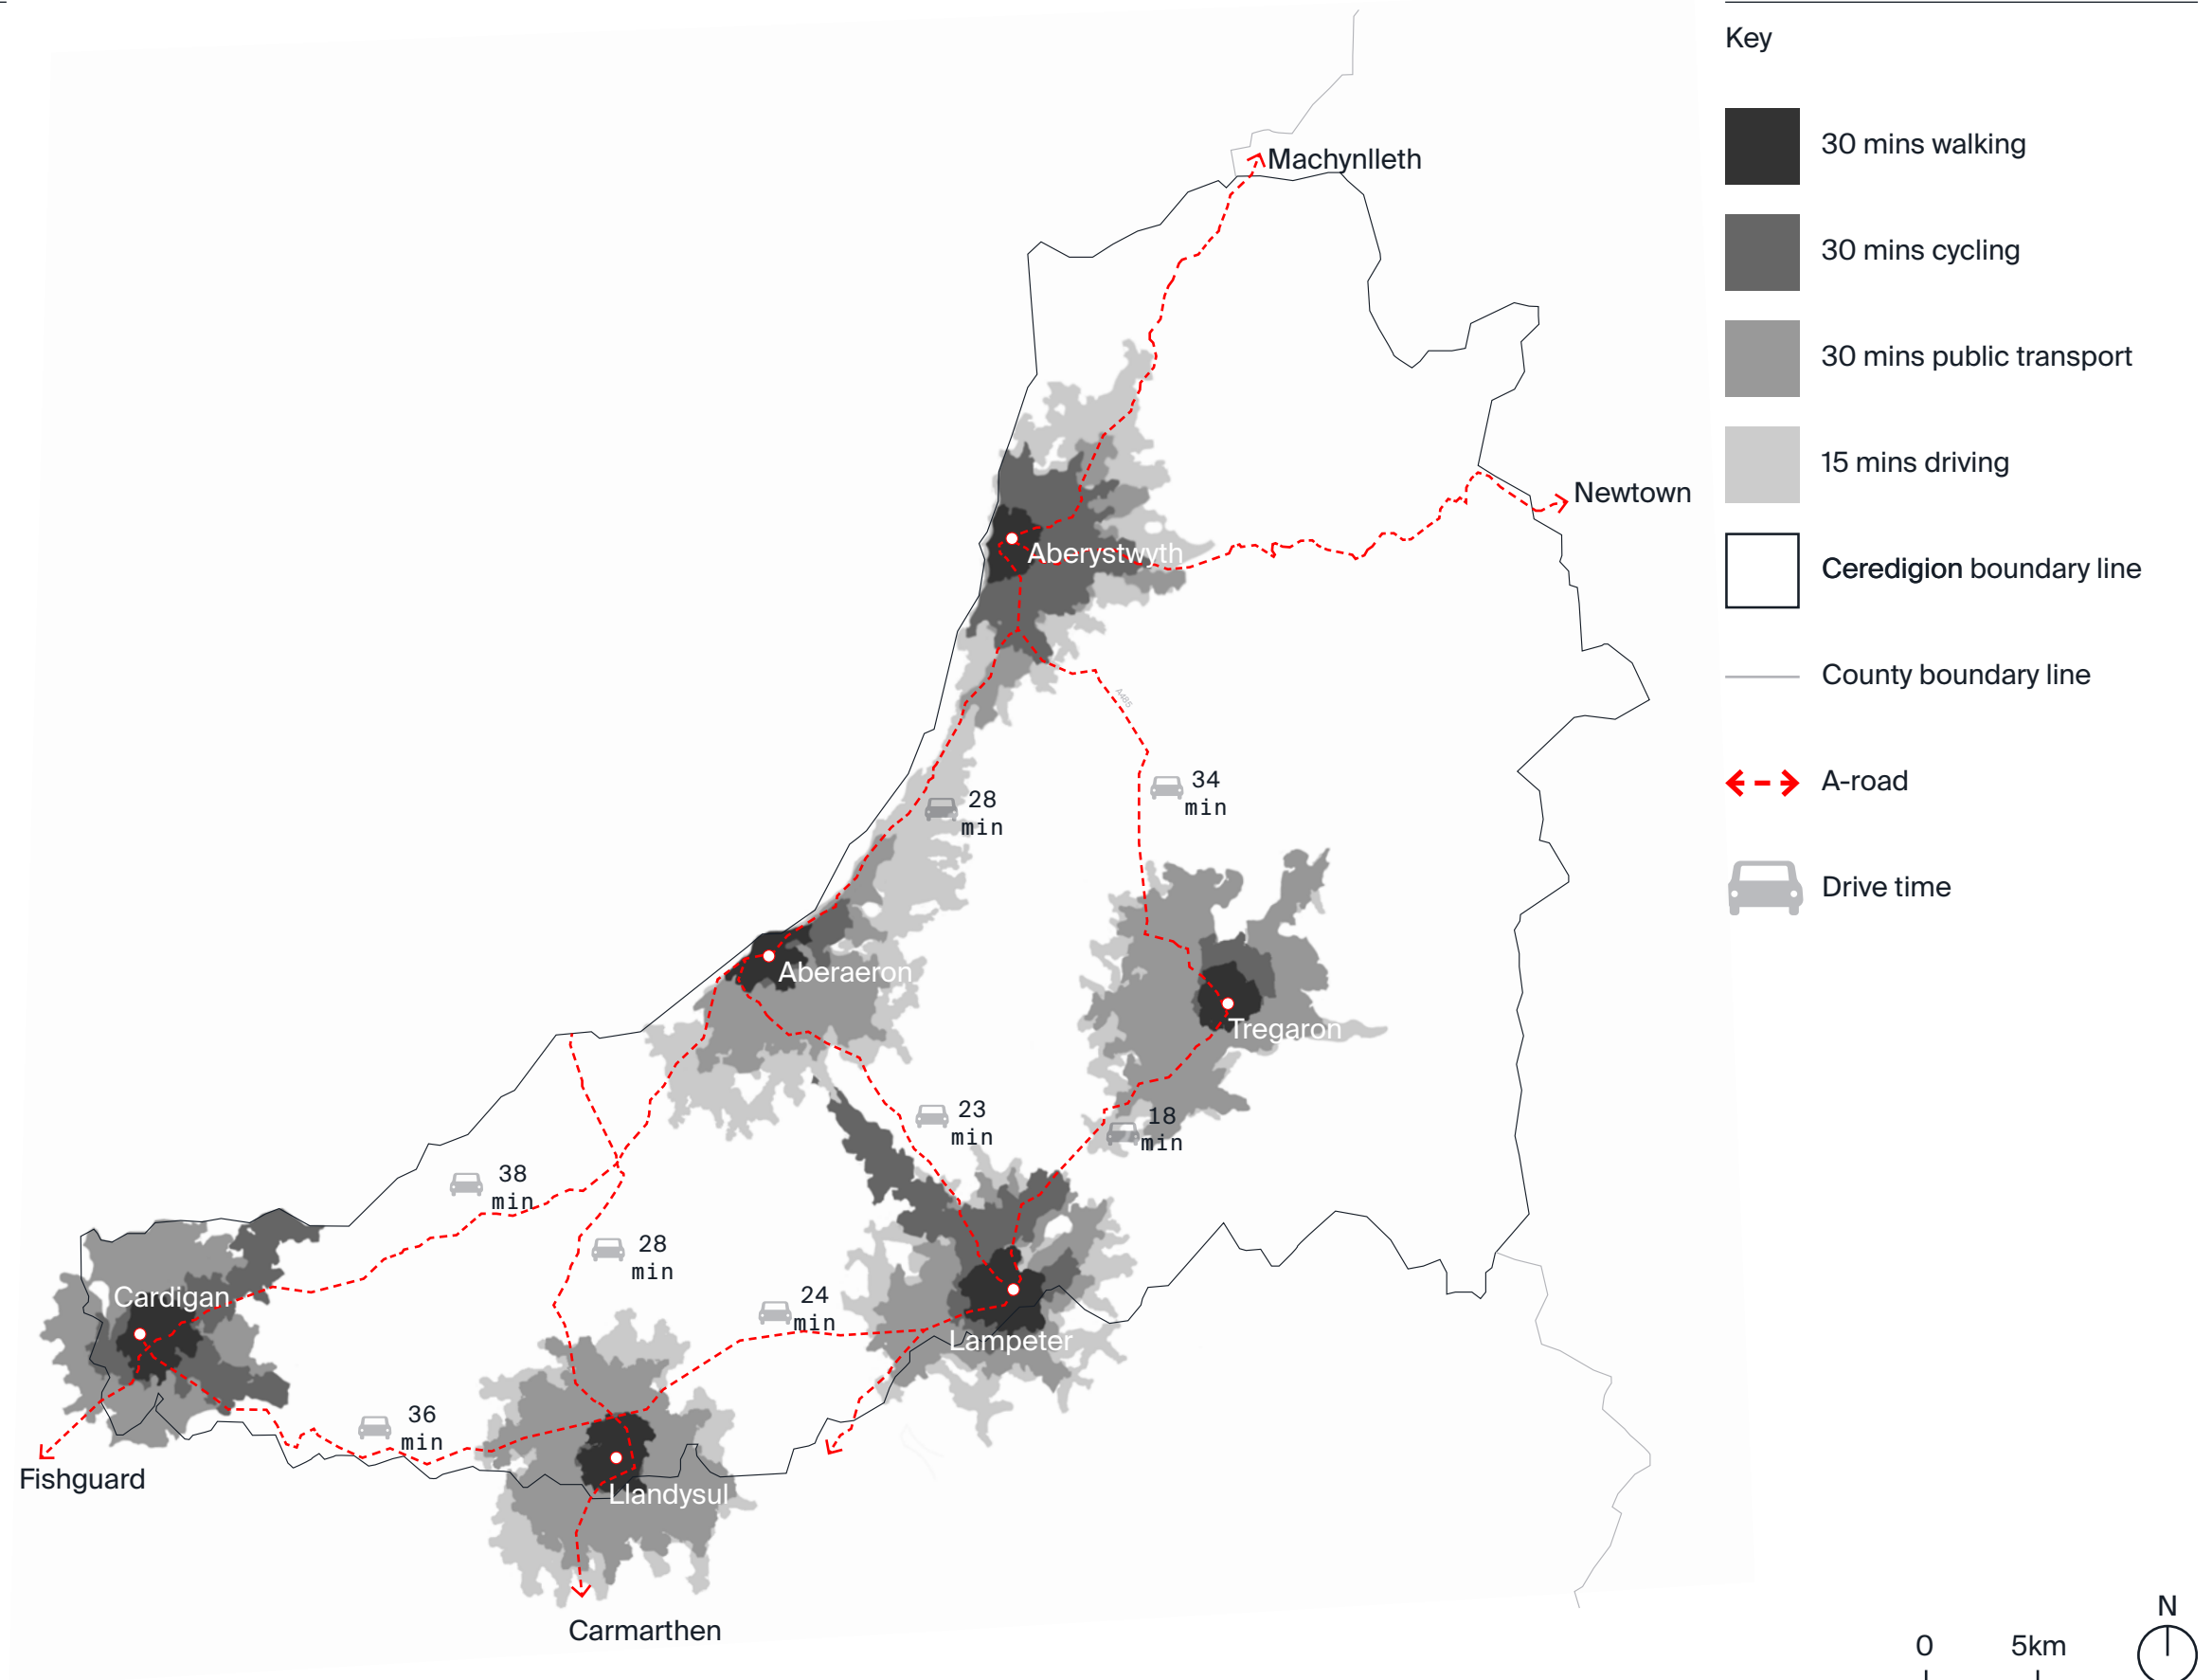 Key
30 mins walking
30 mins cycling
30 mins public transport
15 mins driving
Ceredigion boundary line
County boundary line
A-road
Drive time
Machynlleth
Newtown
Aberystwyth
A485
28
min
34
min
Aberaeron
Tregaron
23
min
18
min
38
min
28
min
Cardigan
24
min
Lampeter
36
min
Fishguard
Llandysul
Carmarthen
N
0 5km